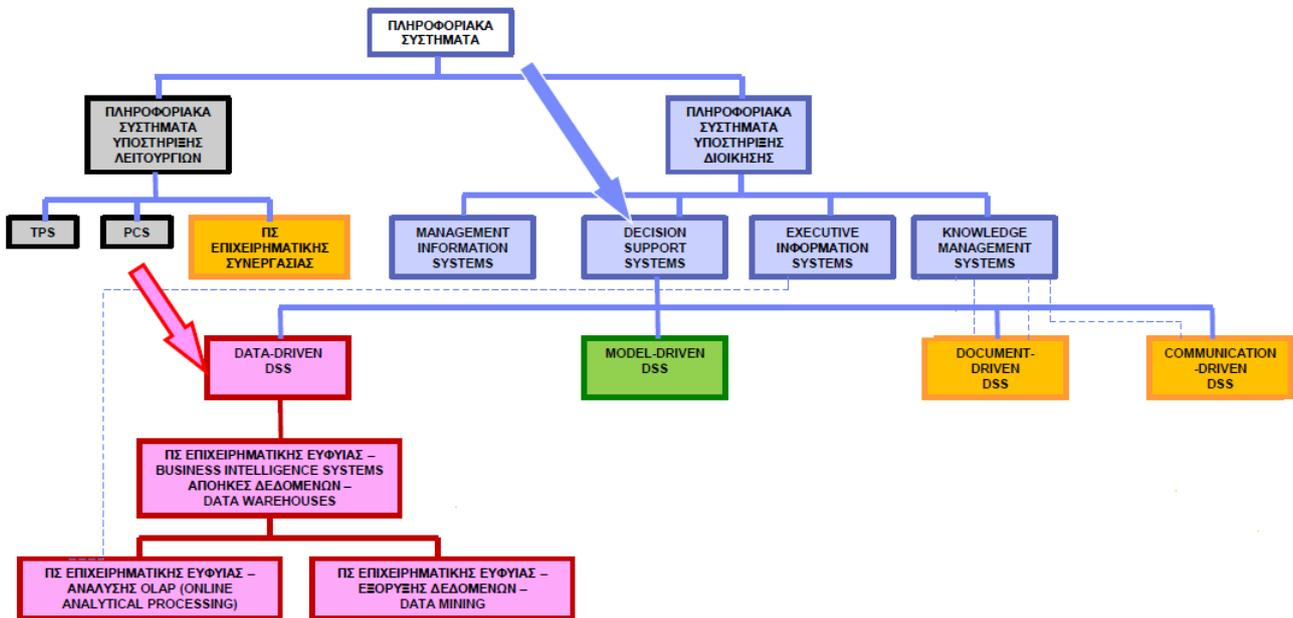 ΠΛΗΡΟΦΟΡΙΑΚΑ
ΣΥΣΤΗΜΑΤΑ
ΠΛΗΡΟΦΟΡΙΑΚΑ
ΣΥΣΤΗΜΑΤΑ
ΥΠΟΣΤΗΡΙΞΗΣ
ΛΕΙΤΟΥΡΓΙΩΝ
ΠΛΗΡΟΦΟΡΙΑΚΑ
ΣΥΣΤΗΜΑΤΑ
ΥΠΟΣΤΗΡΙΞΗΣ
ΔΙΟΙΚΗΣΗΣ
TPS
PCS
ΠΣ
ΕΠΙΧΕΙΡΗΜΑΤΙΚΗΣ
ΣΥΝΕΡΓΑΣΙΑΣ
MANAGEMENT
INFORMATION
SYSTEMS
DECISION
SUPPORT
SYSTEMS
EXECUTIVE
INΦOPMATION
SYSTEMS
KNOWLEDGE
MANAGEMENT
SYSTEMS
DATA-DRIVEN
DSS
MODEL-DRIVEN
DSS
DOCUMENT-
DRIVEN
DSS
COMMUNICATION
-DRIVEN
DSS
ΠΣ ΕΠΙΧΕΙΡΗΜΑΤΙΚΗΣ ΕΥΦΥΙΑΣ –
BUSINESS INTELLIGENCE SYSTEMS
ΑΠΟΗΚΕΣ ΔΕΔΟΜΕΝΩΝ –
DATA WAREHOUSES
ΠΣ ΕΠΙΧΕΙΡΗΜΑΤΙΚΗΣ ΕΥΦΥΙΑΣ –
ΑΝΑΛΥΣΗΣ OLAP (ONLINE
ANALYTICAL PROCESSING)
ΠΣ ΕΠΙΧΕΙΡΗΜΑΤΙΚΗΣ ΕΥΦΥΙΑΣ –
ΕΞΟΡΥΞΗΣ ΔΕΔΟΜΕΝΩΝ –
DATA MINING